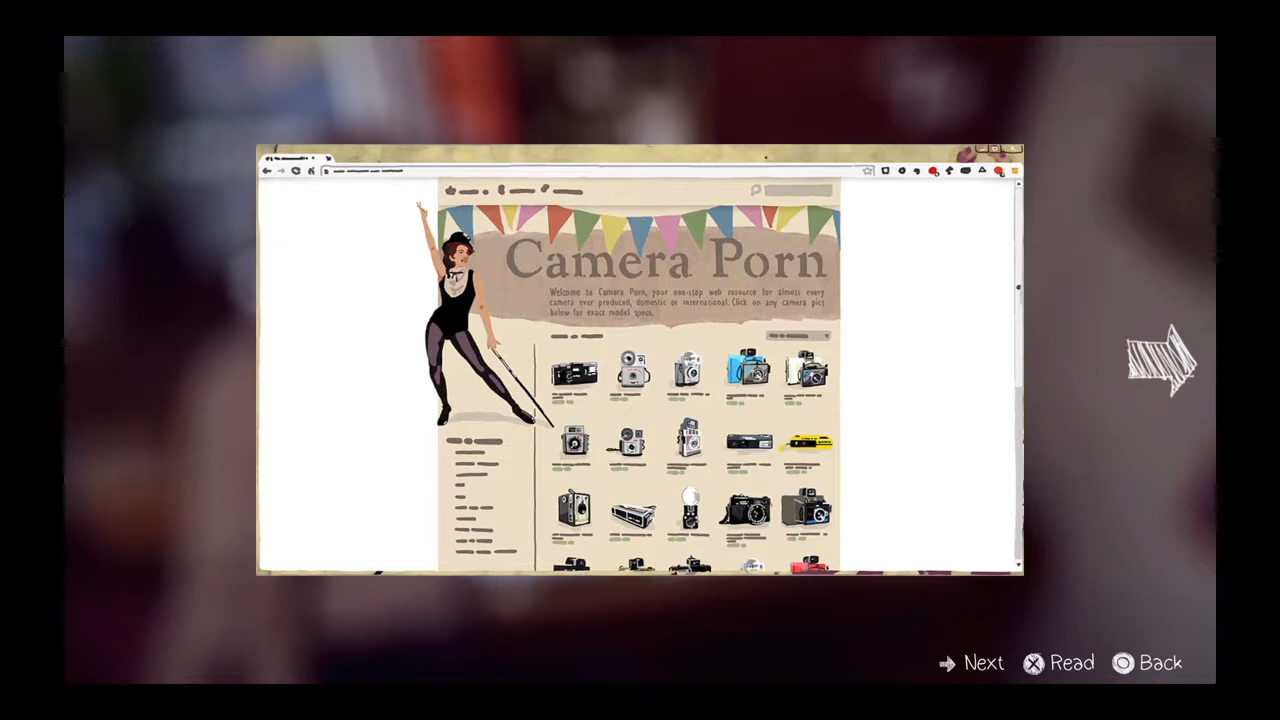 Camera Porn
Welcome to Camera Porn, your one-stop web resource for almost every
camera ever produced, domestic or international. Click on any camera pics
below for exact model specs.
Next Read Back